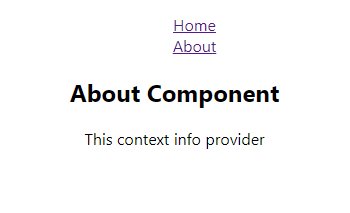 Home
About
About Component
This context info provider